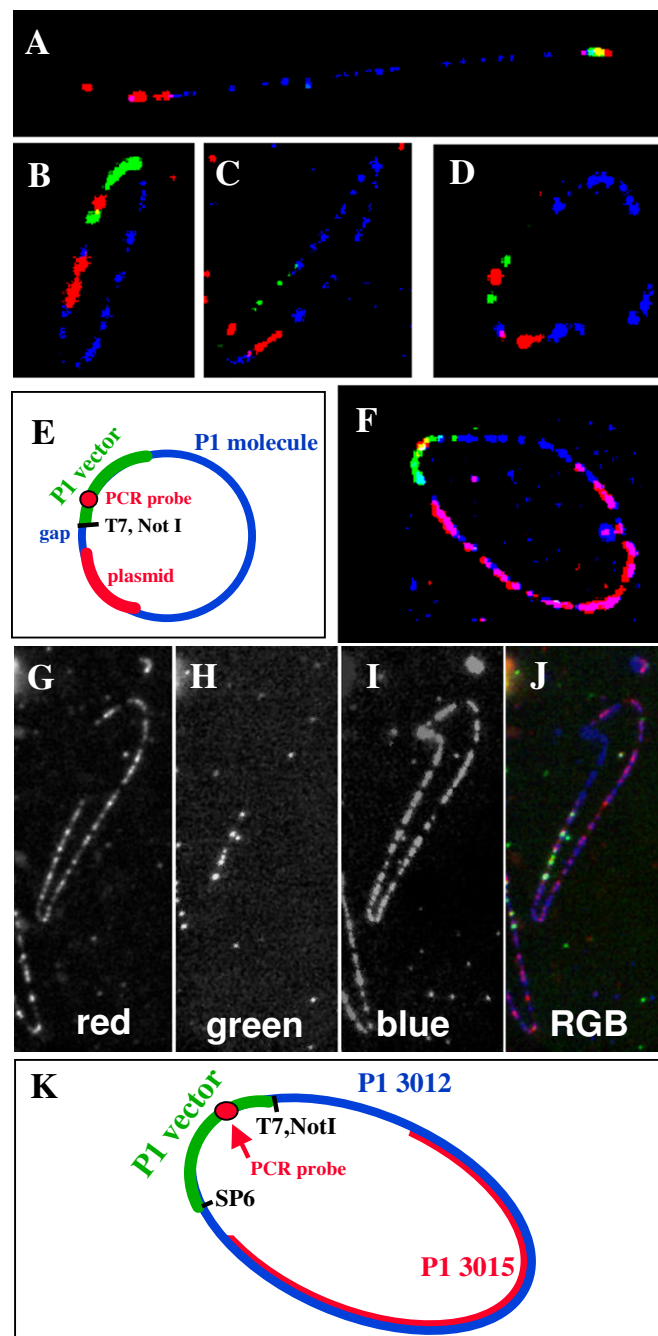 A
B
C
D
E
P1 vector
P1 molecule
PCR probe
gap
T7, Not I
plasmid
F
G
H
I
J
red
green
blue
RGB
K
P1 3012
P1 vector
T7,NotI
PCR probe
SP6
P1 3015